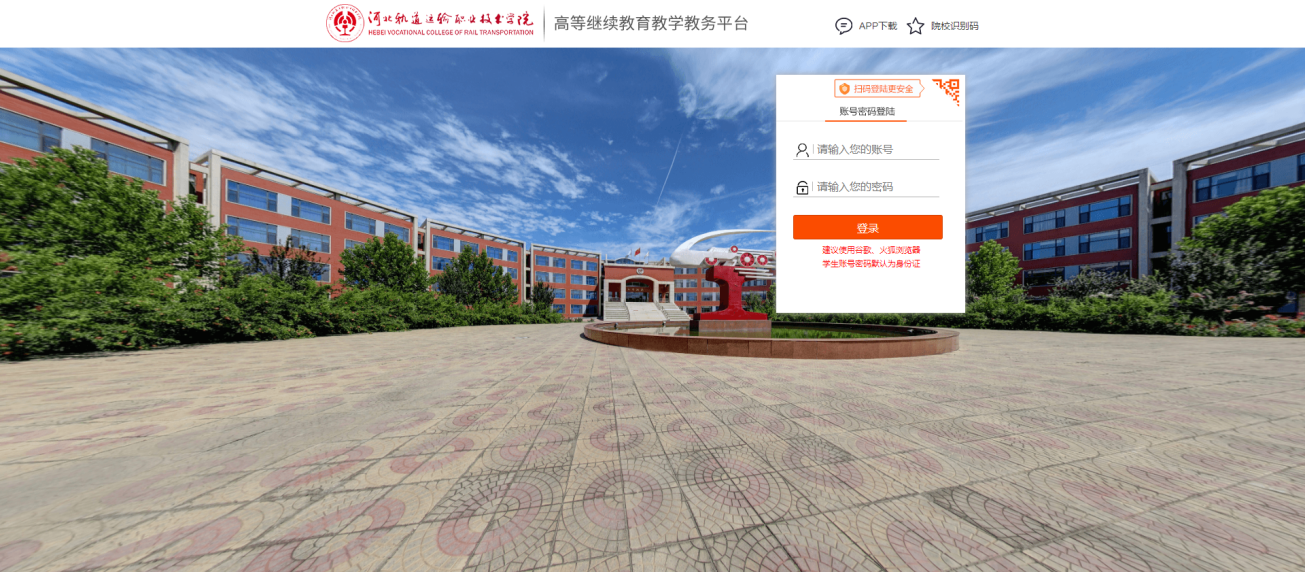 河北轨道运输职业技术学院
HEBEI VOCATIONAL COLLEGE OF RAIL TRANSPORTATION
高等继续教育教学教务平台
APP下载
院校识别码
扫码登陆更安全
账号密码登陆
请输入您的账号
请输入您的密码
登录
建议使用谷歌、火狐浏览器
学生账号密码默认为身份证